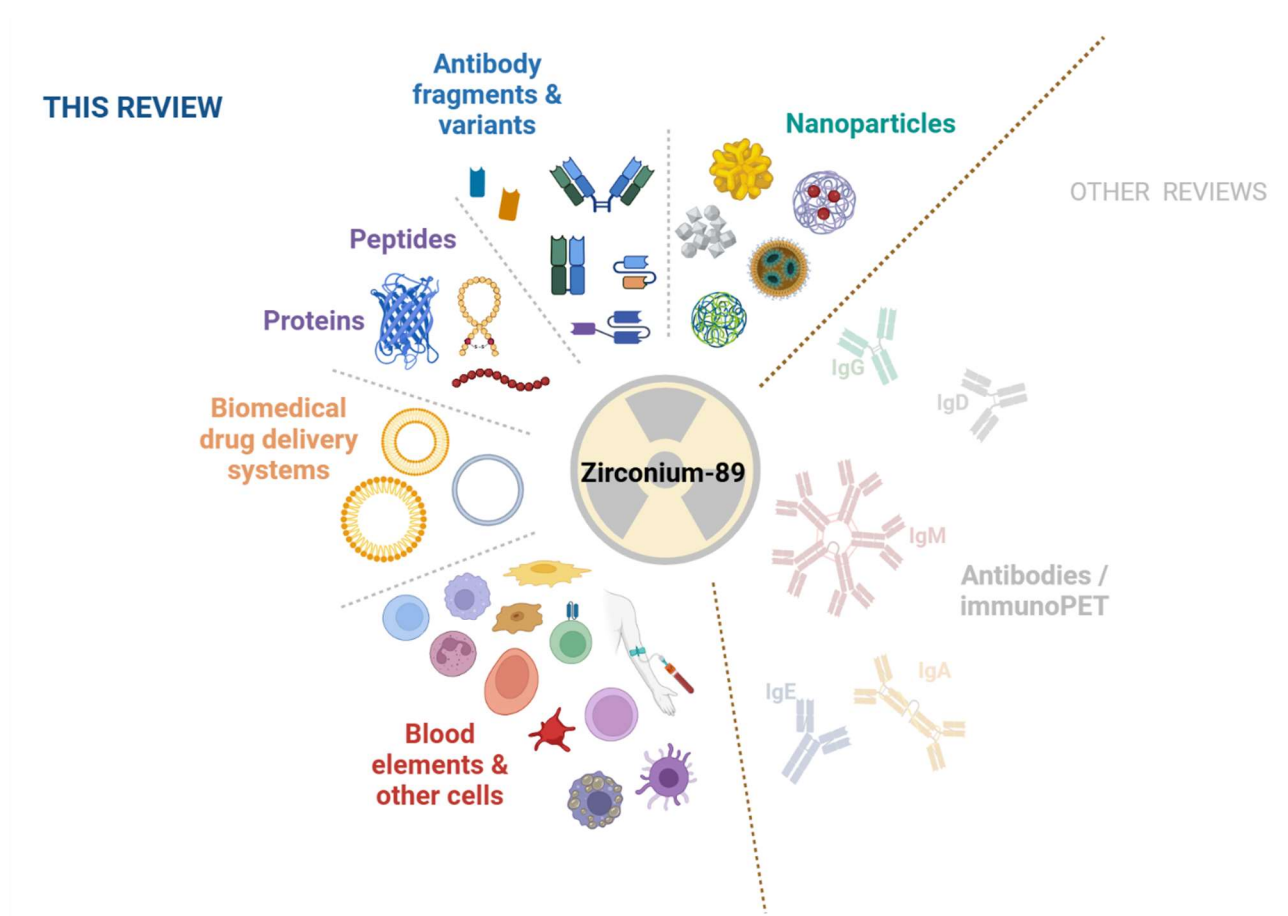 THIS REVIEW
Antibody
fragments &
variants
Nanoparticles
OTHER REVIEWS
Peptides
Proteins
Biomedical
drug delivery
systems
Zirconium-89
Blood
elements &
other cells
IgG
IgD
IgM
Antibodies /
immunoPET
IgE
IgA